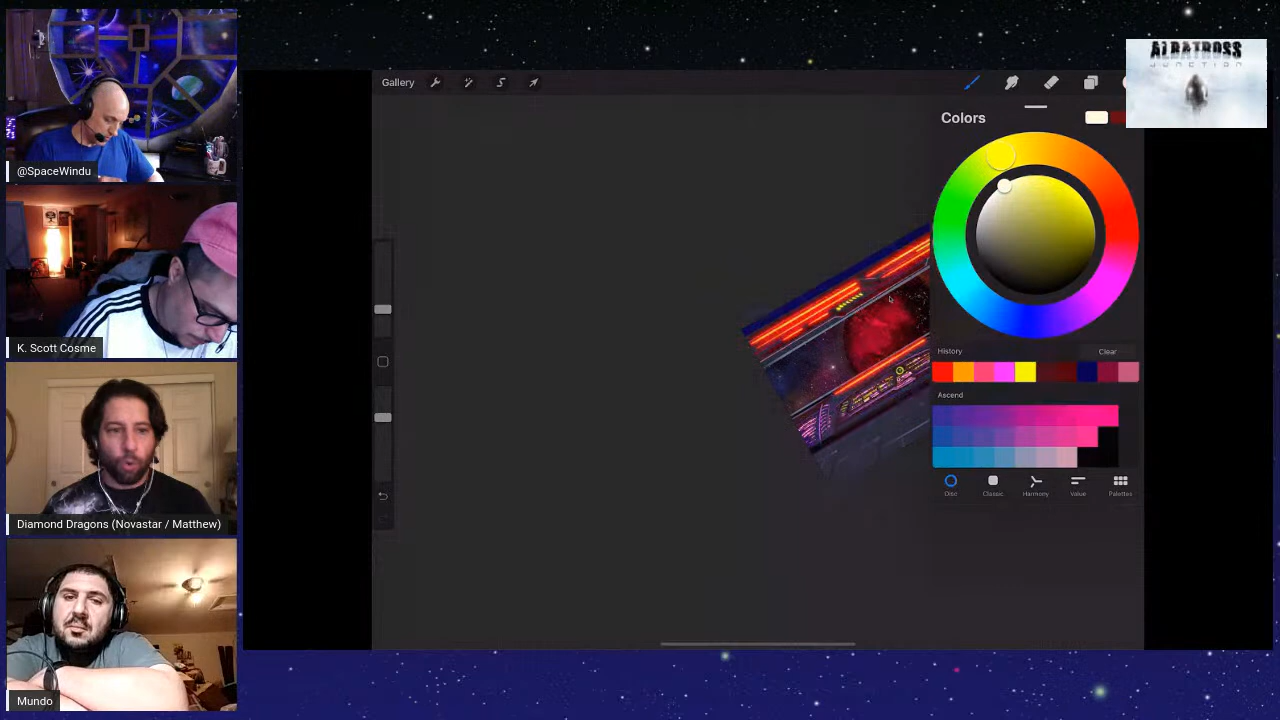 @SpaceWindu
K. Scott Cosme
Diamond Dragons (Novastar / Matthew)
Mundo
Gallery
Colors
History
Clear
Ascend
Disc
Classic
Harmony
Value
Palettes
ALBATROSS
JUNCTION